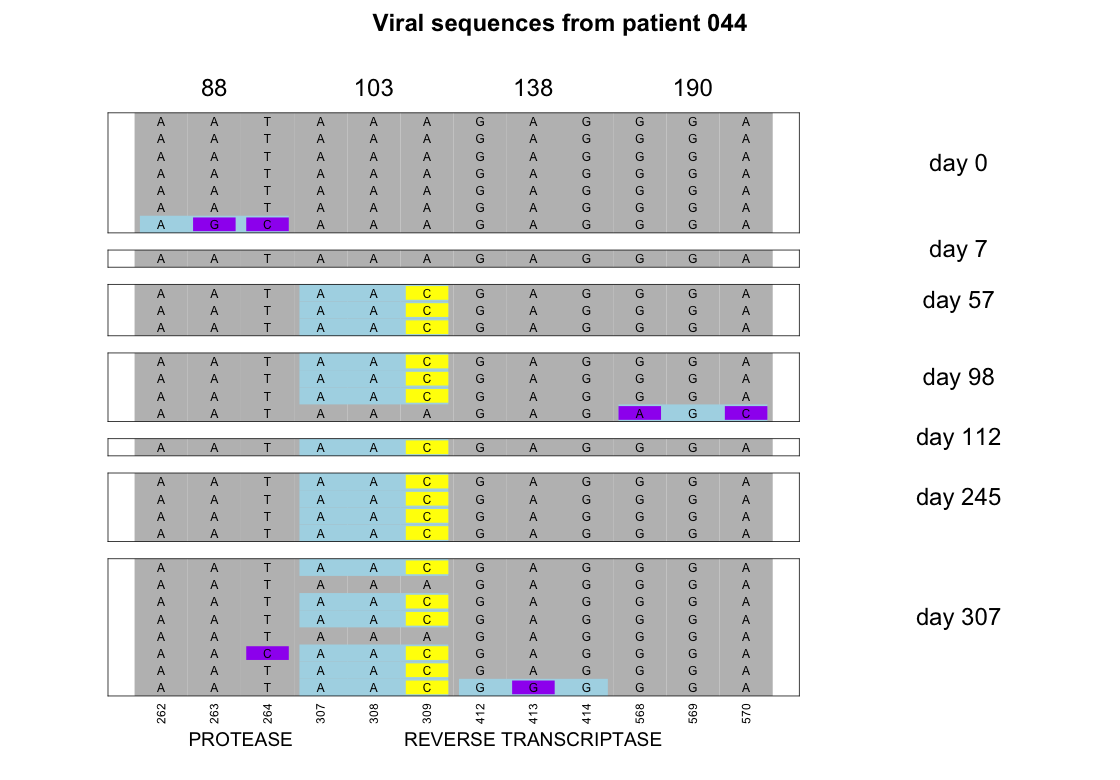 Viral sequences from patient 044
88 103 138 190
A A T A A A G A G G G A
A A T A A A G A G G G A
A A T A A A G A G G G A
A A T A A A G A G G G A
day 0
A A T A A A G A G G G A
A A T A A A G A G G G A
A G C A A A G A G G G A
day 7
A A T A A A G A G G G A
A A T A A C G A G G G A
day 57
A A T A A C G A G G G A
A A T A A C G A G G G A
A A T A A C G A G G G A
A A T A A C G A G G G A
day 98
A A T A A C G A G G G A
A A T A A A G A G A G C
day 112
A A T A A C G A G G G A
A A T A A C G A G G G A
A A T A A C G A G G G A
day 245
A A T A A C G A G G G A
A A T A A C G A G G G A
A A T A A C G A G G G A
A A T A A A G A G G G A
A A T A A C G A G G G A
A A T A A C G A G G G A
day 307
A A T A A A G A G G G A
A A C A A C G A G G G A
A A T A A C G A G G G A
A A T A A C G G G G G A
262 263 264 307 308 309 412 413 414 568 569 570
PROTEASE REVERSE TRANSCRIPTASE